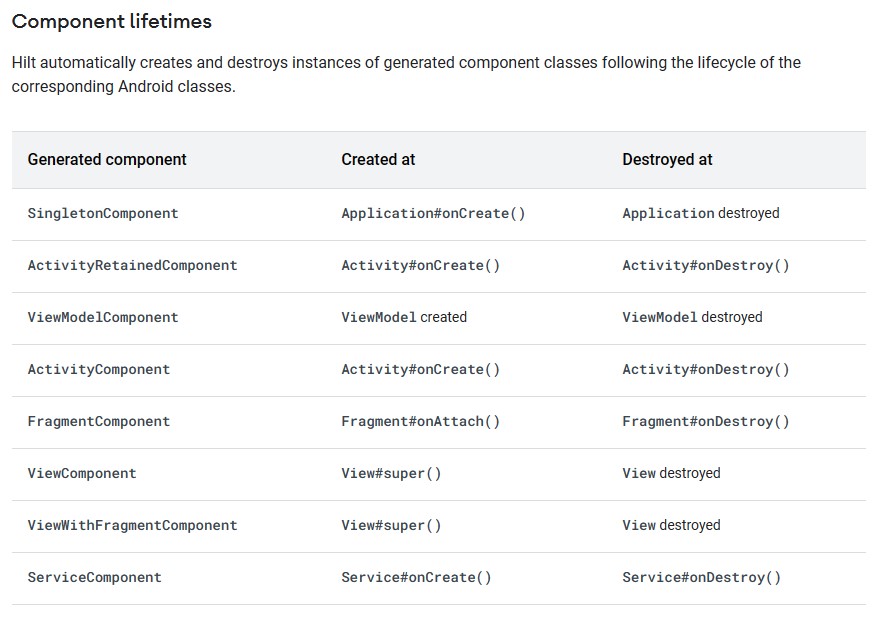 Component lifetimes
Hilt automatically creates and destroys instances of generated component classes following the lifecycle of the
corresponding Android classes.
Generated component Created at Destroyed at
SingletonComponent Application#onCreate() Application destroyed
ActivityRetainedComponent Activity#onCreate() Activity#onDestroy()
ViewModelComponent ViewModel created ViewModel destroyed
ActivityComponent Activity#onCreate() Activity#onDestroy()
FragmentComponent Fragment#onAttach() Fragment#onDestroy()
ViewComponent View#super() View destroyed
ViewWithFragmentComponent View#super() View destroyed
ServiceComponent Service#onCreate() Service#onDestroy()